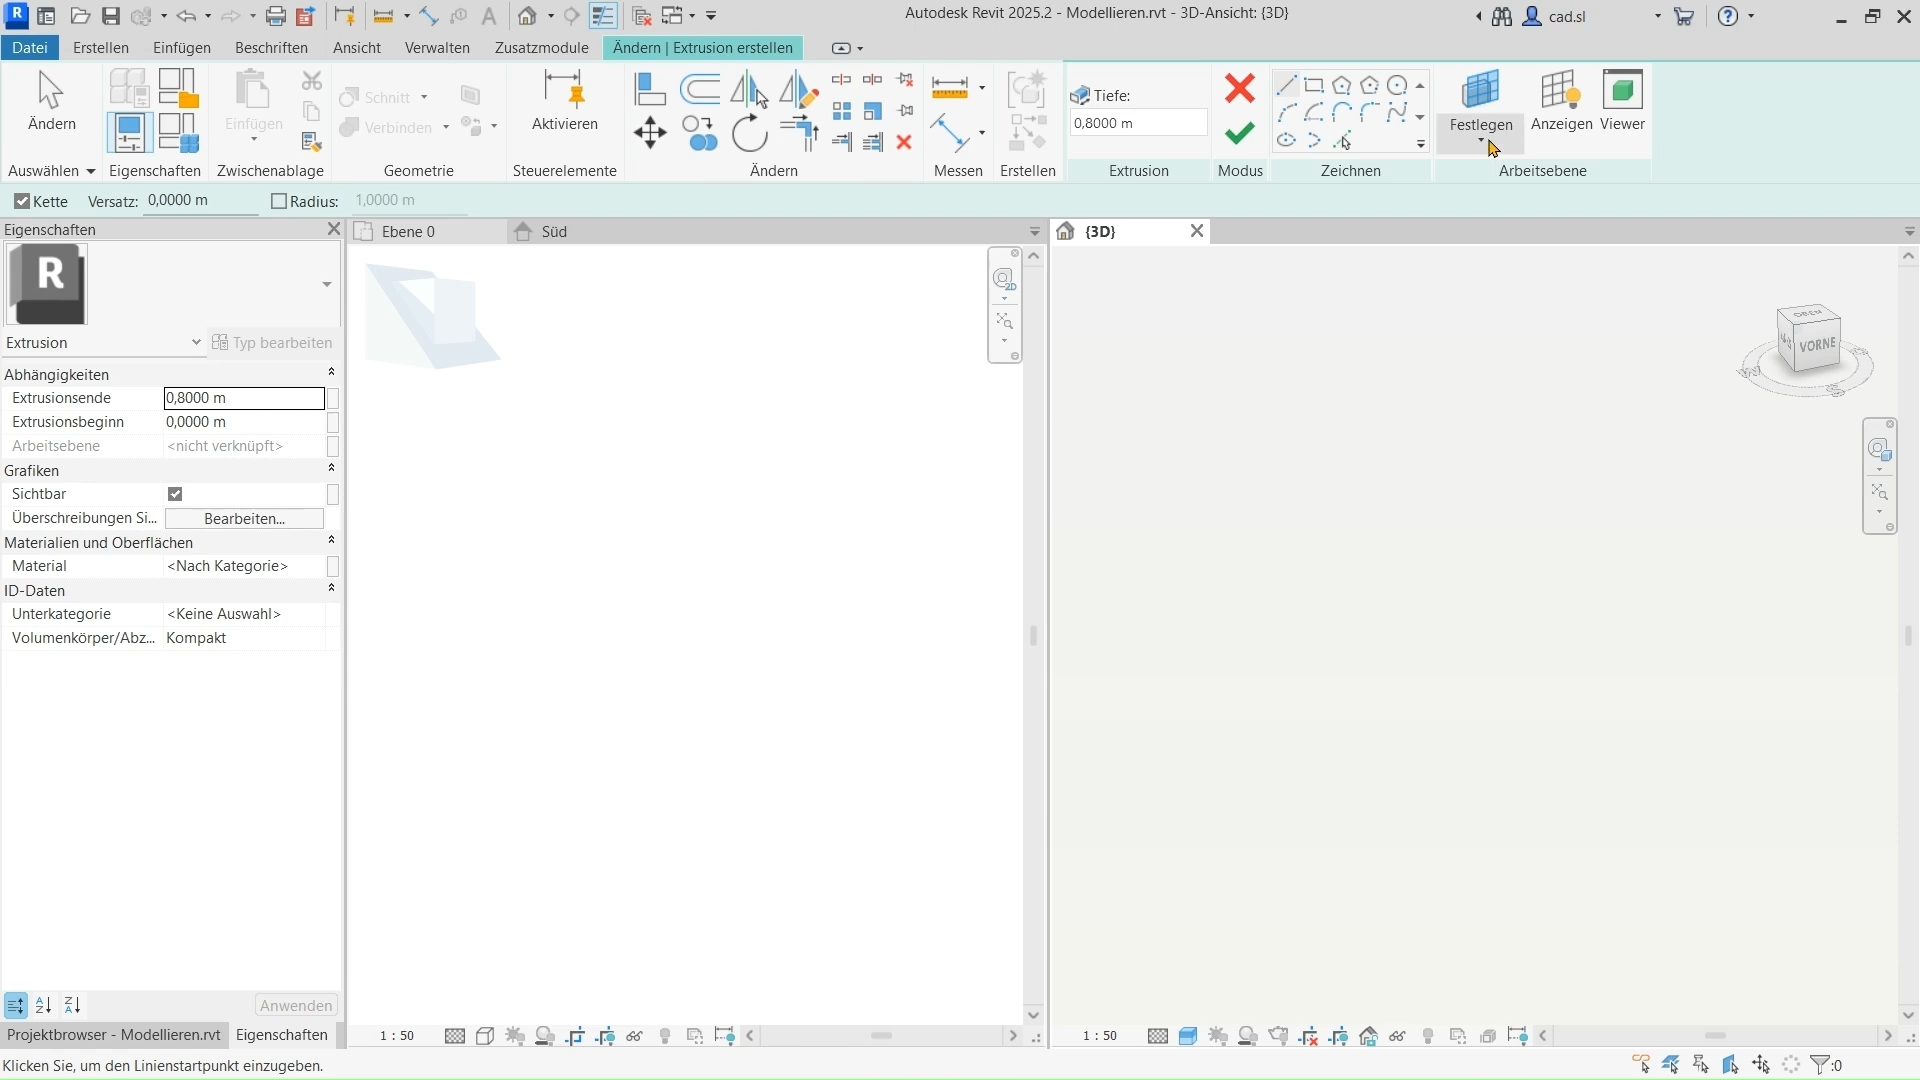 Autodesk Revit 2025.2 - Modellieren.rvt - 3D-Ansicht: {3D}
cad.sl
Datei Erstellen Einfügen Beschriften Ansicht Verwalten Zusatzmodule Ändern | Extrusion erstellen
Ändern
Einfügen
Schnitt
Verbinden
Aktivieren
Tiefe:
0,8000 m
Festlegen
Anzeigen
Viewer
Auswählen Eigenschaften Zwischenablage Geometrie Steuerelemente Ändern Messen Erstellen Extrusion Modus Zeichnen Arbeitsebene
Kette Versatz: 0,0000 m Radius: 1,0000 m
Eigenschaften
Ebene 0
Süd
{3D}
R
Extrusion
Typ bearbeiten
Abhängigkeiten
Extrusionsende 0,8000 m
Extrusionsbeginn 0,0000 m
Arbeitsebene <nicht verknüpft>
Grafiken
Sichtbar
Überschreibungen Si... Bearbeiten...
Materialien und Oberflächen
Material <Nach Kategorie>
ID-Daten
Unterkategorie <Keine Auswahl>
Volumenkörper/Abz... Kompakt
2D
OBEN
VORNE
W
S
Anwenden
Projektbrowser - Modellieren.rvt Eigenschaften
1 : 50
1 : 50
Klicken Sie, um den Linienstartpunkt einzugeben.
:0